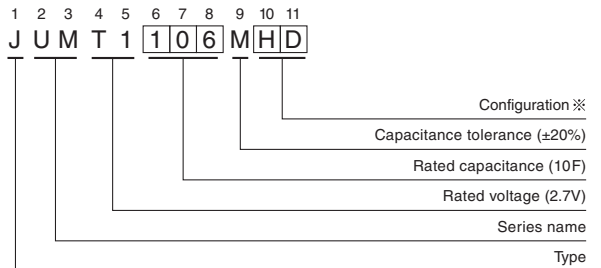 1 2 3 4 5 6 7 8 9 10 11
J U M T 1 1 0 6 M H D
Configuration ※
Capacitance tolerance (±20%)
Rated capacitance (10F)
Rated voltage (2.7V)
Series name
Type